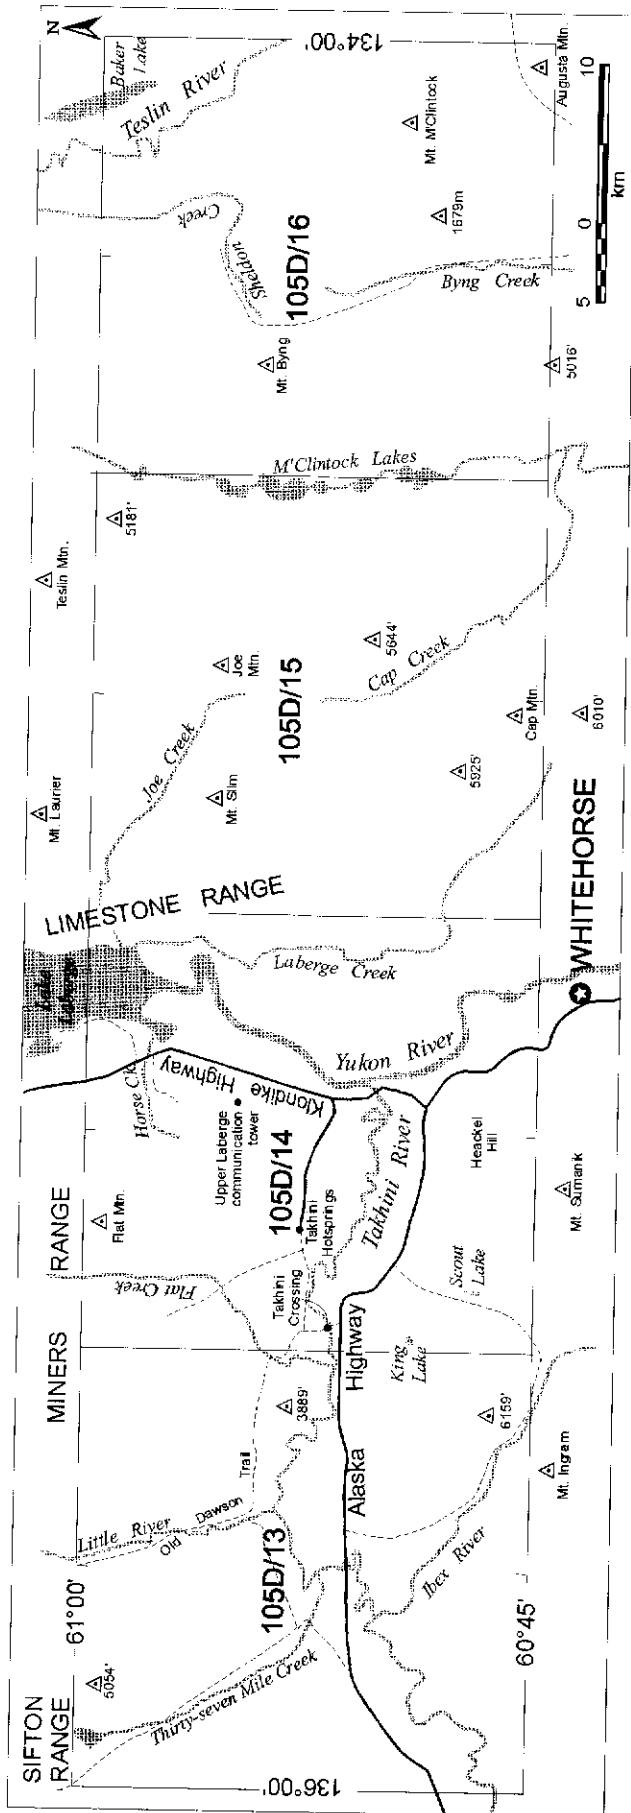 SIFTON
RANGE
MINERS RANGE
LIMESTONE RANGE
N
61°00'
60°45'
136°00'
134°00'
5054'
Thirty-seven Mile Creek
Little River
Old Dawson Trail
105D/13
3889'
Alaska Highway
Ibex River
Mt. Ingram
6159'
King
Lake
Scout
Lake
Flat Mtn.
Flat Creek
Takhini
Crossing
Takhini
Hotsprings
105D/14
Upper Laberge
communication
tower
Horse Ck.
Klondike Highway
Takhini River
Yukon River
Heackel
Hill
Mt. Sumanik
WHITEHORSE
Lake
Laberge
Laberge Creek
Mt. Laurier
Joe Creek
Mt. Slim
Joe
Mtn.
105D/15
5925'
Cap Mtn.
6010'
Cap Creek
5644'
Teslin Mtn.
5181'
M'Clintock Lakes
Mt. Byng
5016'
Sheldon Creek
105D/16
Byng Creek
1679m
Mt. M'Clintock
Teslin River
Baker
Lake
Augusta Mtn.
5 0 10
km